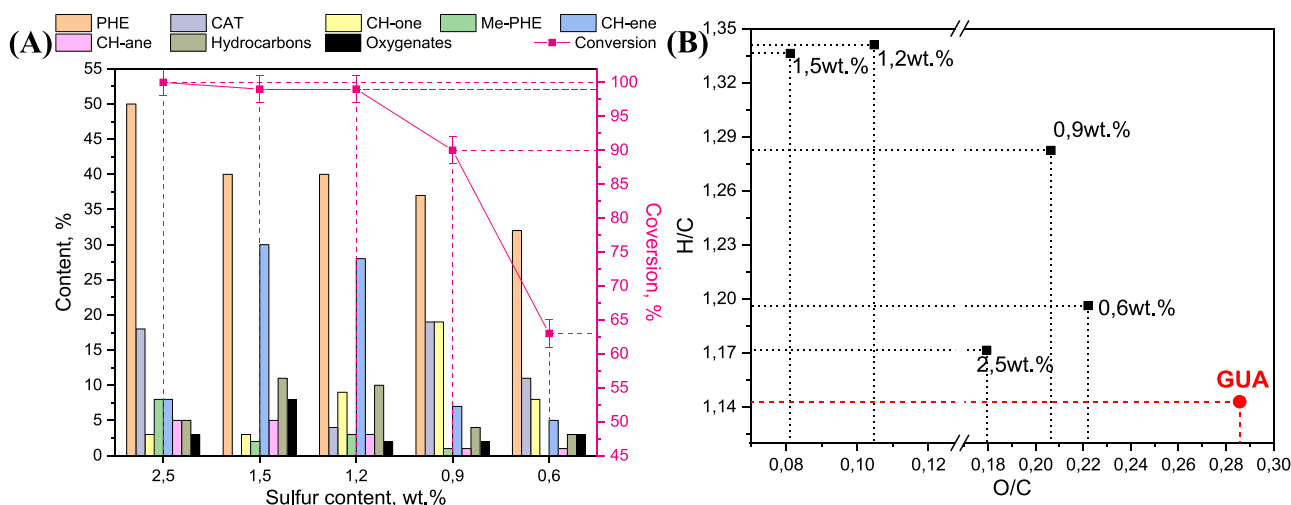 (A)
PHE CAT CH-one Me-PHE CH-ene
CH-ane Hydrocarbons Oxygenates Conversion
55
50
45
40
35
30
25
20
15
10
5
0
Content, %
100
95
90
85
80
75
70
65
60
55
50
45
Coversion, %
2,5 1,5 1,2 0,9 0,6
Sulfur content, wt.%
(B)
1,35
1,32
1,29
1,26
1,23
1,20
1,17
1,14
H/C
1,5wt.% 1,2wt.%
0,9wt.%
0,6wt.%
2,5wt.%
GUA
0,08 0,10 0,12 0,18 0,20 0,22 0,24 0,26 0,28 0,30
O/C